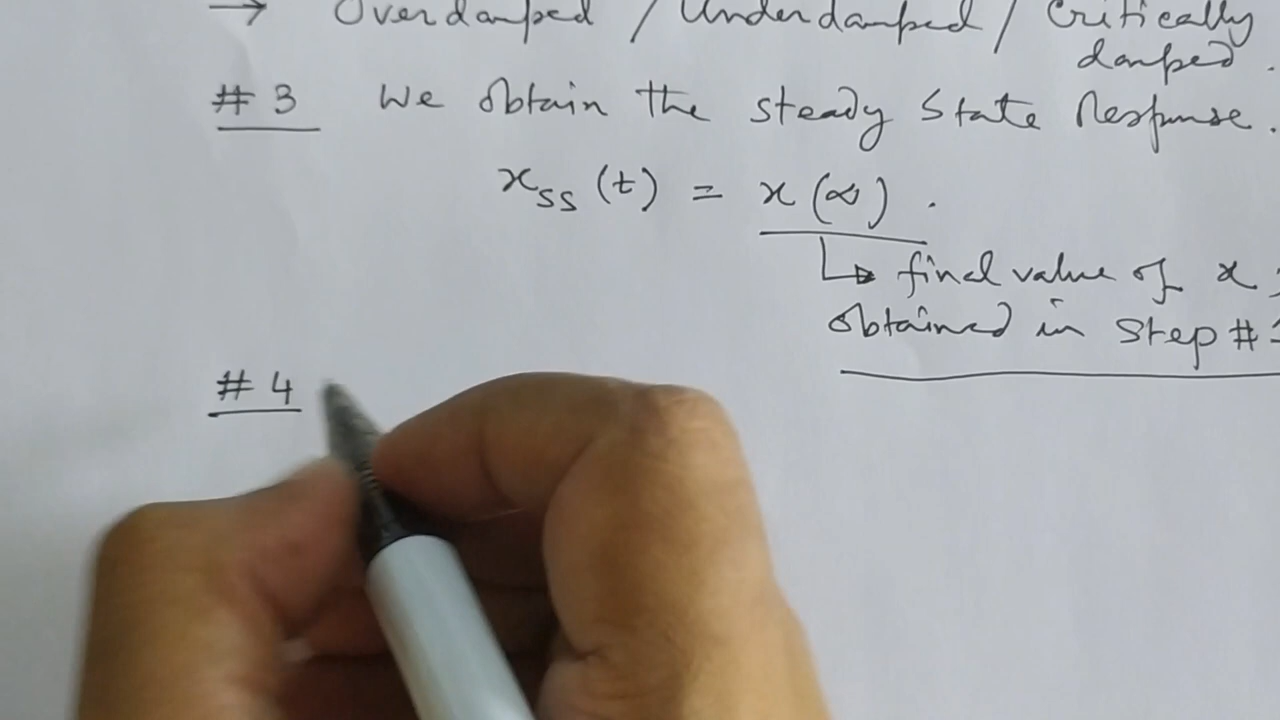 → Overdamped / Underdamped / Critically
damped.
# 3 We obtain the steady state Response.
xss (t) = x (∞) .
↳ final value of x,
obtained in step #
# 4